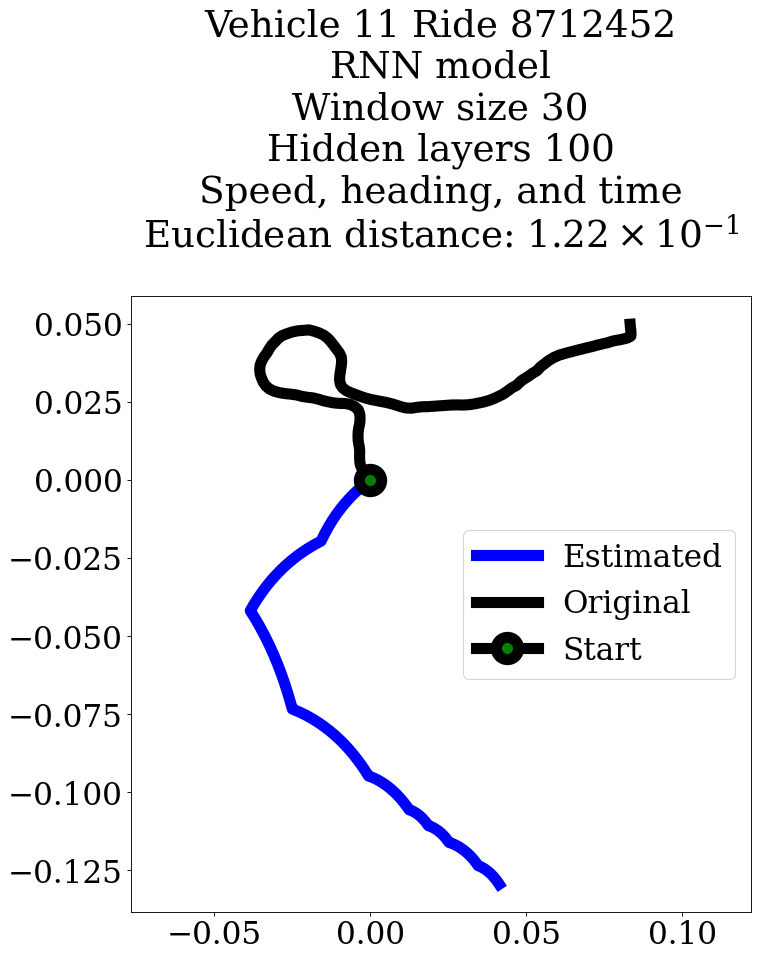 Vehicle 11 Ride 8712452
RNN model
Window size 30
Hidden layers 100
Speed, heading, and time
Euclidean distance: 1.22 × 10⁻¹
0.050
0.025
0.000
−0.025
−0.050
−0.075
−0.100
−0.125
Estimated
Original
Start
−0.05 0.00 0.05 0.10